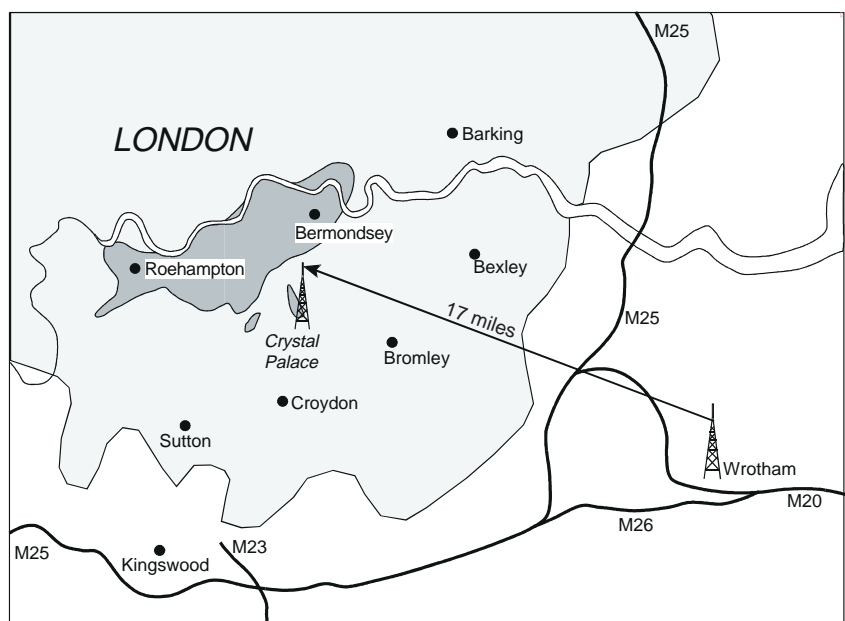 M25
LONDON
Barking
Bermondsey
Roehampton
Bexley
17 miles
M25
Crystal
Palace
Bromley
Croydon
Sutton
Wrotham
M20
M26
M25
M23
Kingswood